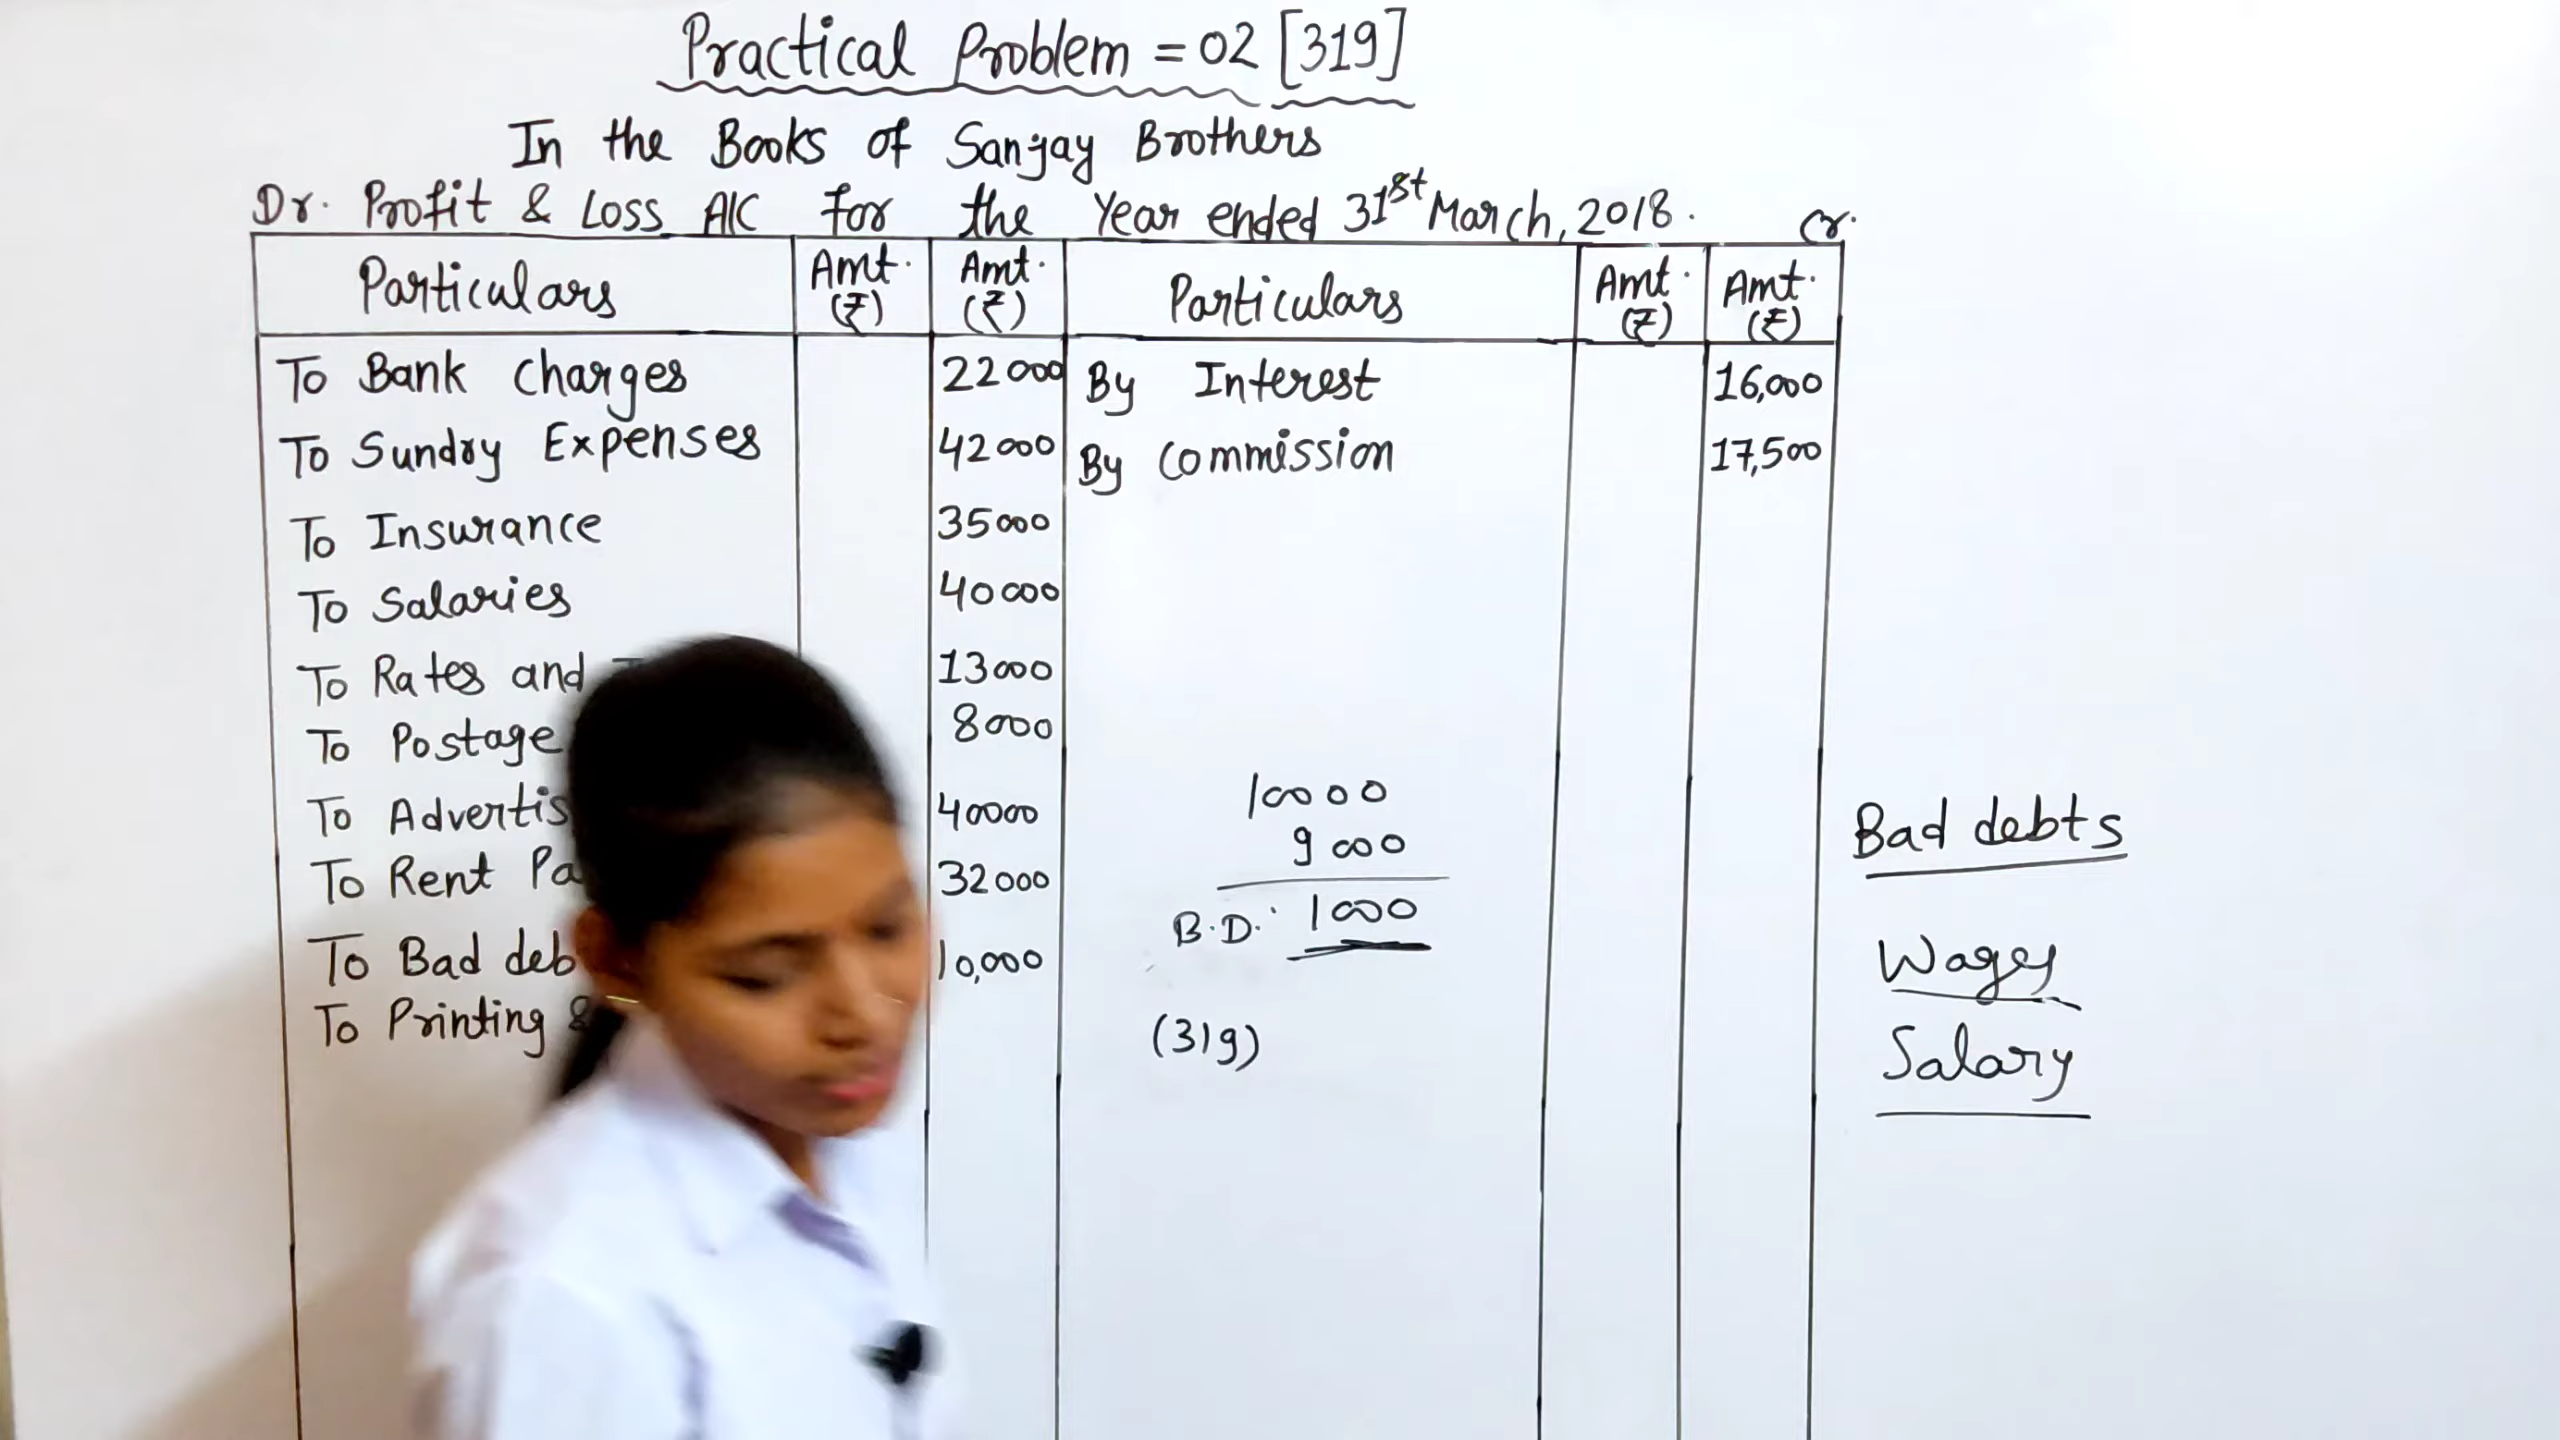 Practical Problem = 02 [319]
In the Books of Sanjay Brothers
Dr. Profit & Loss A/C for the Year ended 31st March, 2018. Cr.
Particulars Amt. (₹) Amt. (₹) Particulars Amt. (₹) Amt. (₹)
To Bank Charges 22000 By Interest 16,000
To Sundry Expenses 42000 By Commission 17,500
To Insurance 35000
To Salaries 40000
To Rates and 13000
To Postage 8000
To Advertis 40000
To Rent Pa 32000
To Bad deb 10,000
To Printing &
10000
9000
B.D. 1000
(319)
Bad debts
Wages
Salary